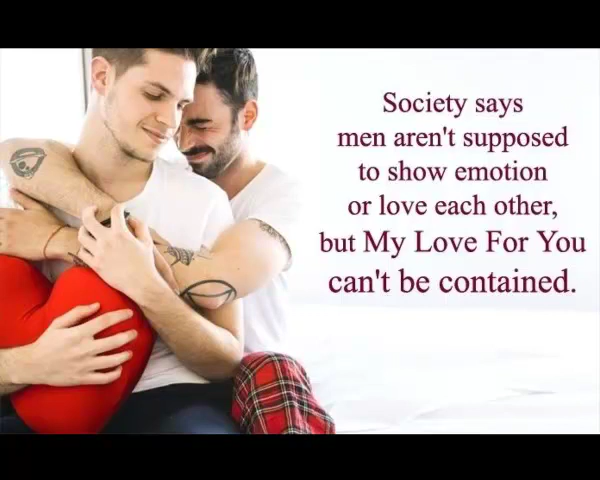 Society says
men aren't supposed
to show emotion
or love each other,
but My Love For You
can't be contained.